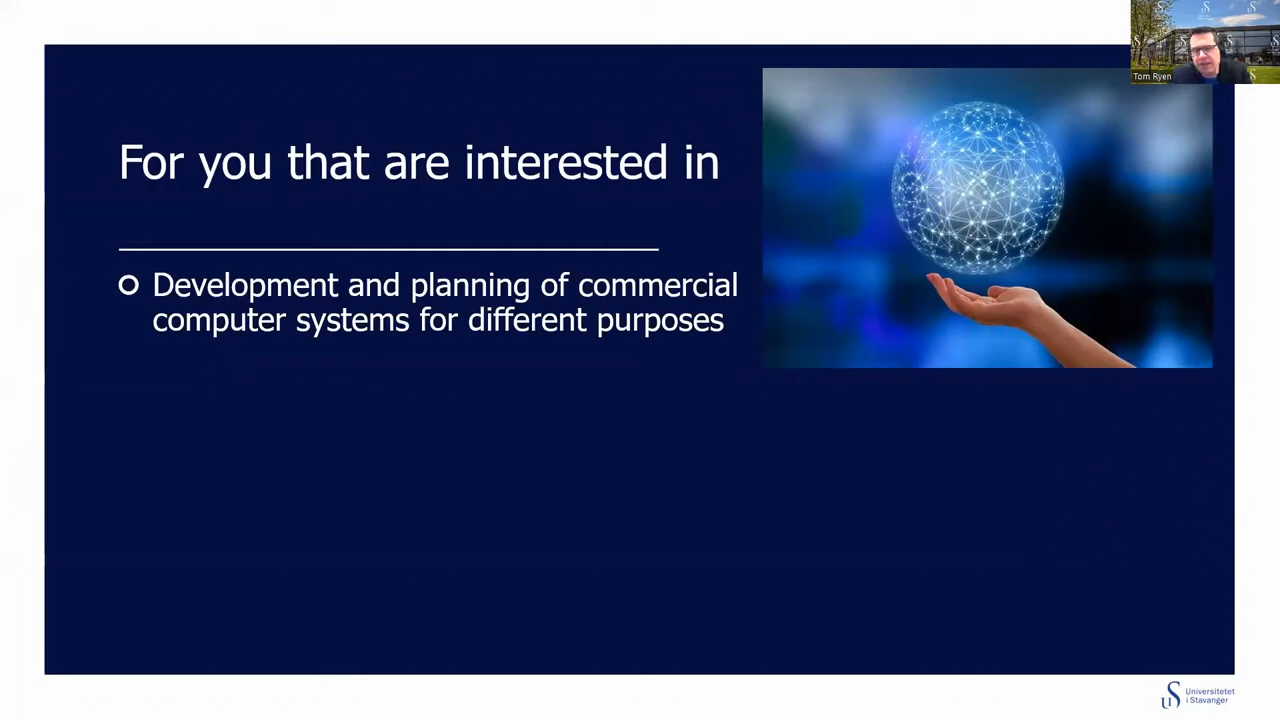 Tom Ryen
For you that are interested in
Development and planning of commercial
computer systems for different purposes
Universitetet
i Stavanger